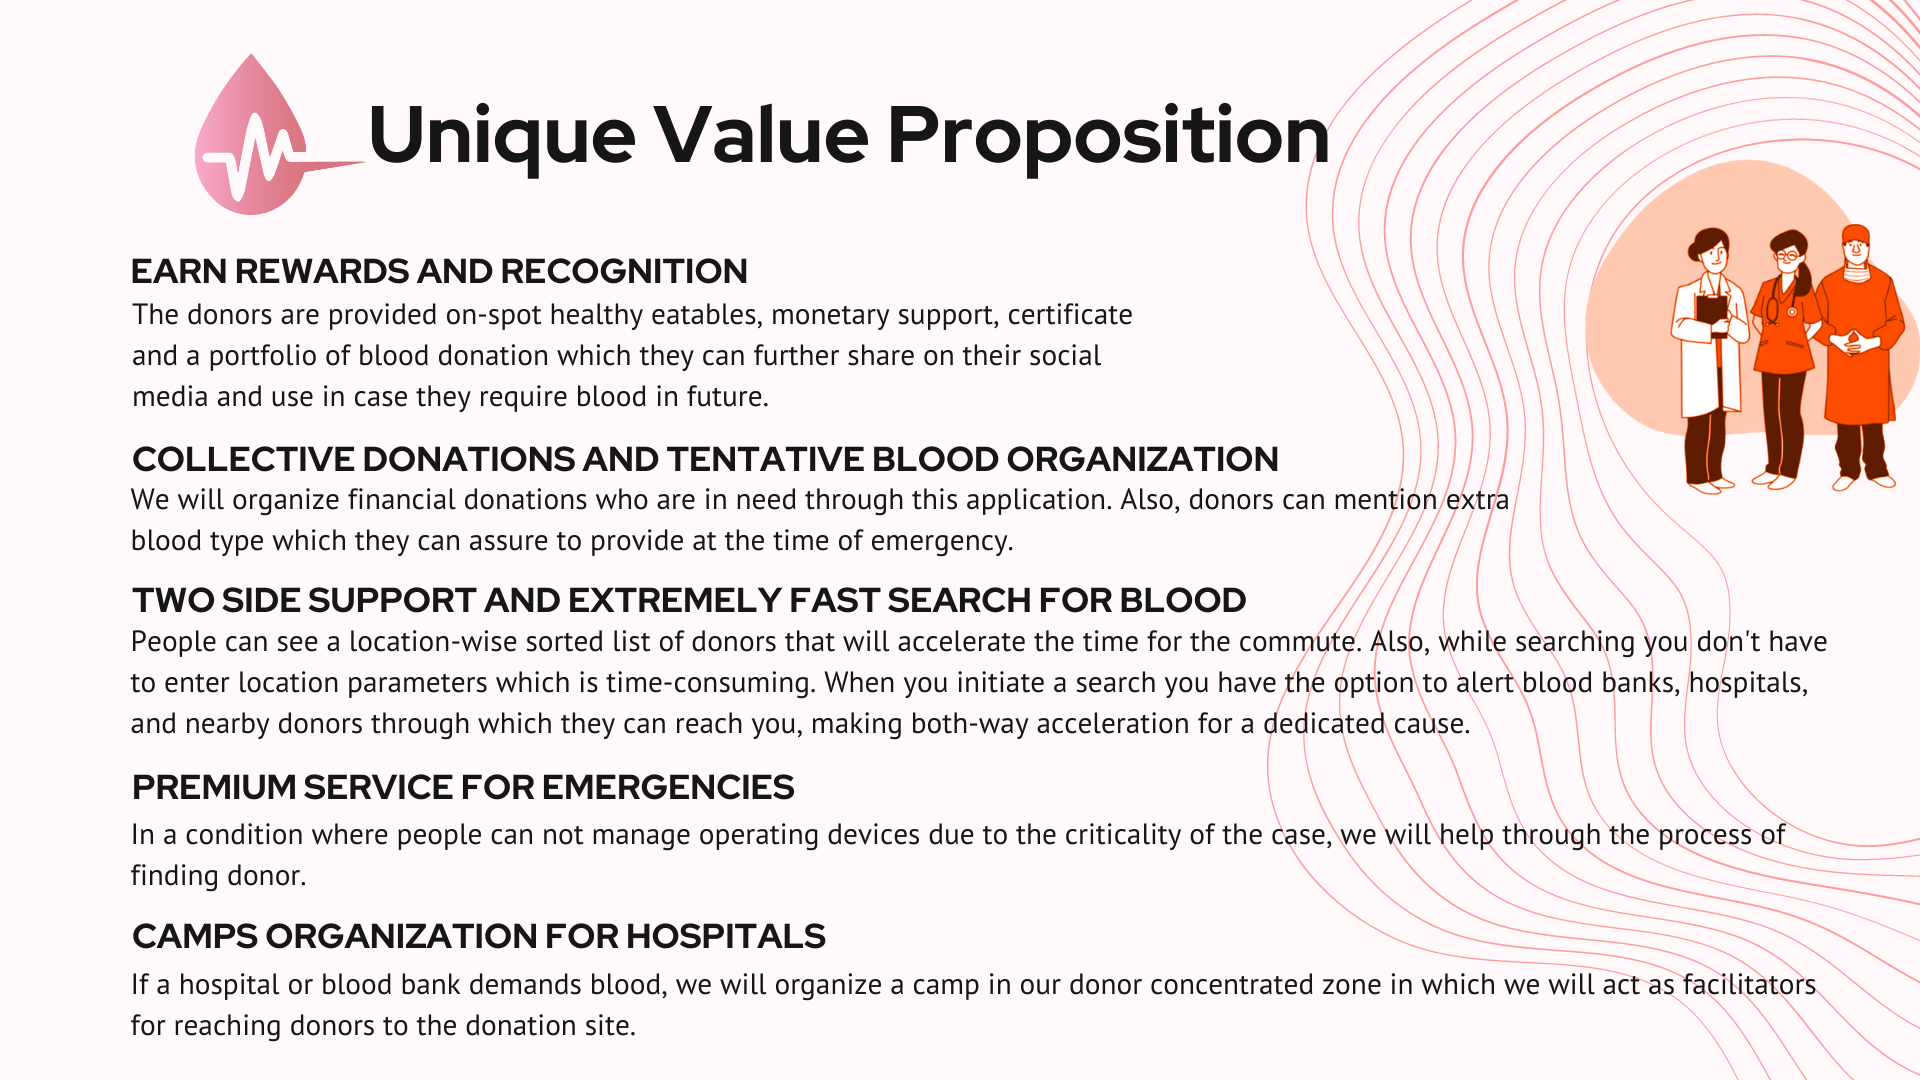 Unique Value Proposition
EARN REWARDS AND RECOGNITION
The donors are provided on-spot healthy eatables, monetary support, certificate
and a portfolio of blood donation which they can further share on their social
media and use in case they require blood in future.
COLLECTIVE DONATIONS AND TENTATIVE BLOOD ORGANIZATION
We will organize financial donations who are in need through this application. Also, donors can mention extra
blood type which they can assure to provide at the time of emergency.
TWO SIDE SUPPORT AND EXTREMELY FAST SEARCH FOR BLOOD
People can see a location-wise sorted list of donors that will accelerate the time for the commute. Also, while searching you don't have
to enter location parameters which is time-consuming. When you initiate a search you have the option to alert blood banks, hospitals,
and nearby donors through which they can reach you, making both-way acceleration for a dedicated cause.
PREMIUM SERVICE FOR EMERGENCIES
In a condition where people can not manage operating devices due to the criticality of the case, we will help through the process of
finding donor.
CAMPS ORGANIZATION FOR HOSPITALS
If a hospital or blood bank demands blood, we will organize a camp in our donor concentrated zone in which we will act as facilitators
for reaching donors to the donation site.